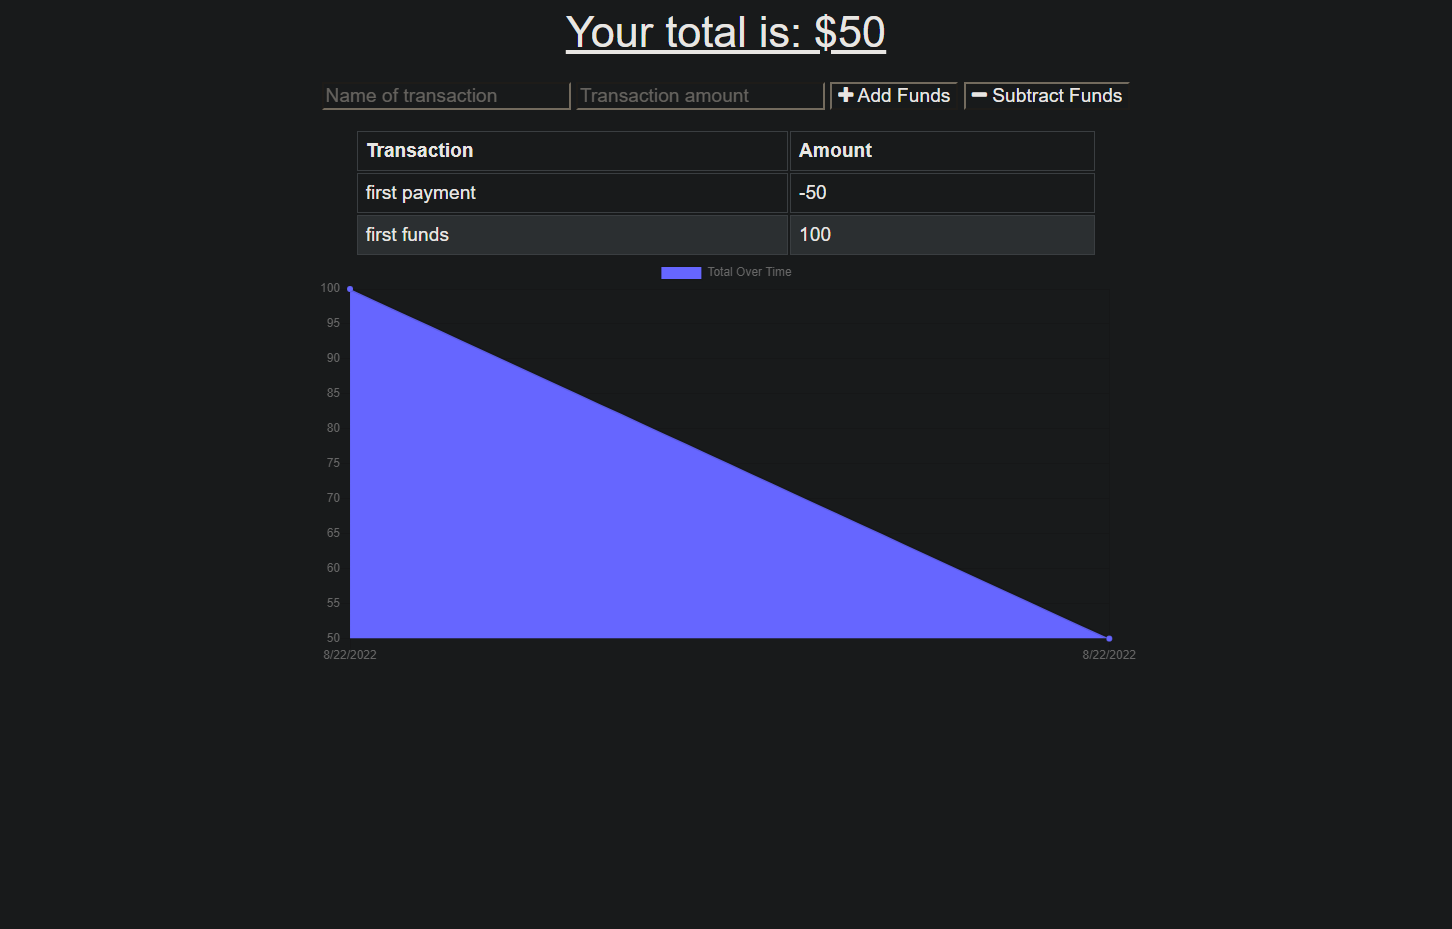 Your total is: $50
Name of transaction Transaction amount Add Funds Subtract Funds
Transaction Amount
first payment -50
first funds 100
Total Over Time
100
95
90
85
80
75
70
65
60
55
50
8/22/2022 8/22/2022